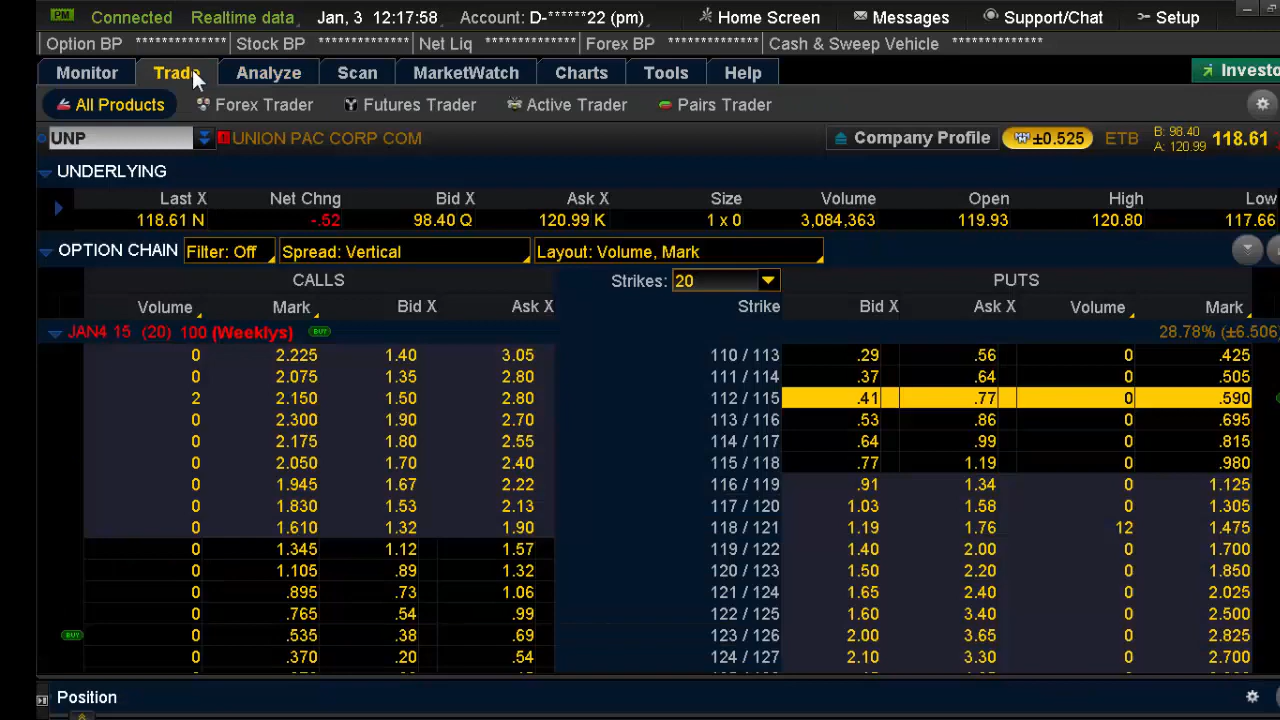 PM Connected Realtime data Jan, 3 12:17:58 Account: D-******22 (pm) Home Screen Messages Support/Chat Setup
Option BP ************* Stock BP ************* Net Liq ************* Forex BP ************* Cash & Sweep Vehicle *************
Monitor Trade Analyze Scan MarketWatch Charts Tools Help Investo
All Products Forex Trader Futures Trader Active Trader Pairs Trader
UNP UNION PAC CORP COM Company Profile ±0.525 ETB B: 98.40 A: 120.99 118.61
UNDERLYING
Last X Net Chng Bid X Ask X Size Volume Open High Low
118.61 N -.52 98.40 Q 120.99 K 1 x 0 3,084,363 119.93 120.80 117.66
OPTION CHAIN Filter: Off Spread: Vertical Layout: Volume, Mark
CALLS Strikes: 20 PUTS
Volume Mark Bid X Ask X Strike Bid X Ask X Volume Mark
JAN4 15 (20) 100 (Weeklys) BUY 28.78% (±6.506
0 2.225 1.40 3.05 110 / 113 .29 .56 0 .425
0 2.075 1.35 2.80 111 / 114 .37 .64 0 .505
2 2.150 1.50 2.80 112 / 115 .41 .77 0 .590
0 2.300 1.90 2.70 113 / 116 .53 .86 0 .695
0 2.175 1.80 2.55 114 / 117 .64 .99 0 .815
0 2.050 1.70 2.40 115 / 118 .77 1.19 0 .980
0 1.945 1.67 2.22 116 / 119 .91 1.34 0 1.125
0 1.830 1.53 2.13 117 / 120 1.03 1.58 0 1.305
0 1.610 1.32 1.90 118 / 121 1.19 1.76 12 1.475
0 1.345 1.12 1.57 119 / 122 1.40 2.00 0 1.700
0 1.105 .89 1.32 120 / 123 1.50 2.20 0 1.850
0 .895 .73 1.06 121 / 124 1.65 2.40 0 2.025
0 .765 .54 .99 122 / 125 1.60 3.40 0 2.500
BUY 0 .535 .38 .69 123 / 126 2.00 3.65 0 2.825
0 .370 .20 .54 124 / 127 2.10 3.30 0 2.700
Position